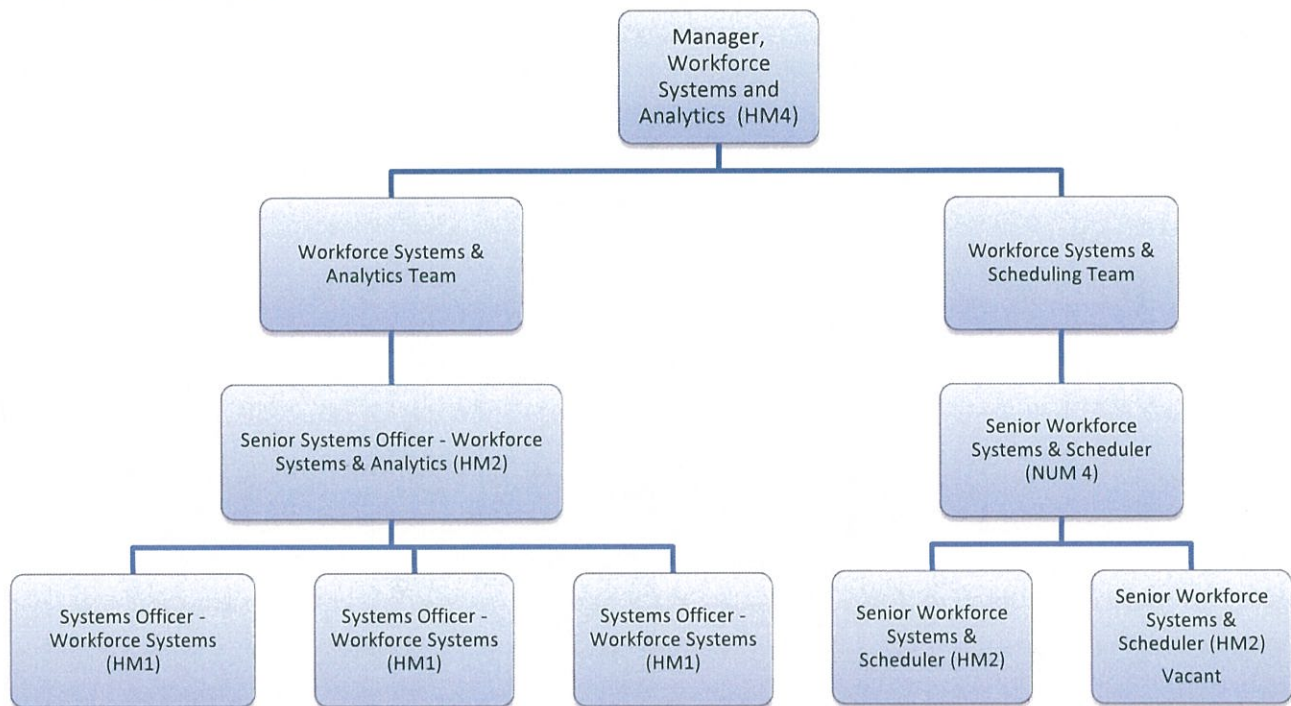 Manager,
Workforce
Systems and
Analytics (HM4)
Workforce Systems &
Analytics Team
Workforce Systems &
Scheduling Team
Senior Systems Officer - Workforce
Systems & Analytics (HM2)
Senior Workforce
Systems & Scheduler
(NUM 4)
Systems Officer -
Workforce Systems
(HM1)
Systems Officer -
Workforce Systems
(HM1)
Systems Officer -
Workforce Systems
(HM1)
Senior Workforce
Systems &
Scheduler (HM2)
Senior Workforce
Systems &
Scheduler (HM2)
Vacant